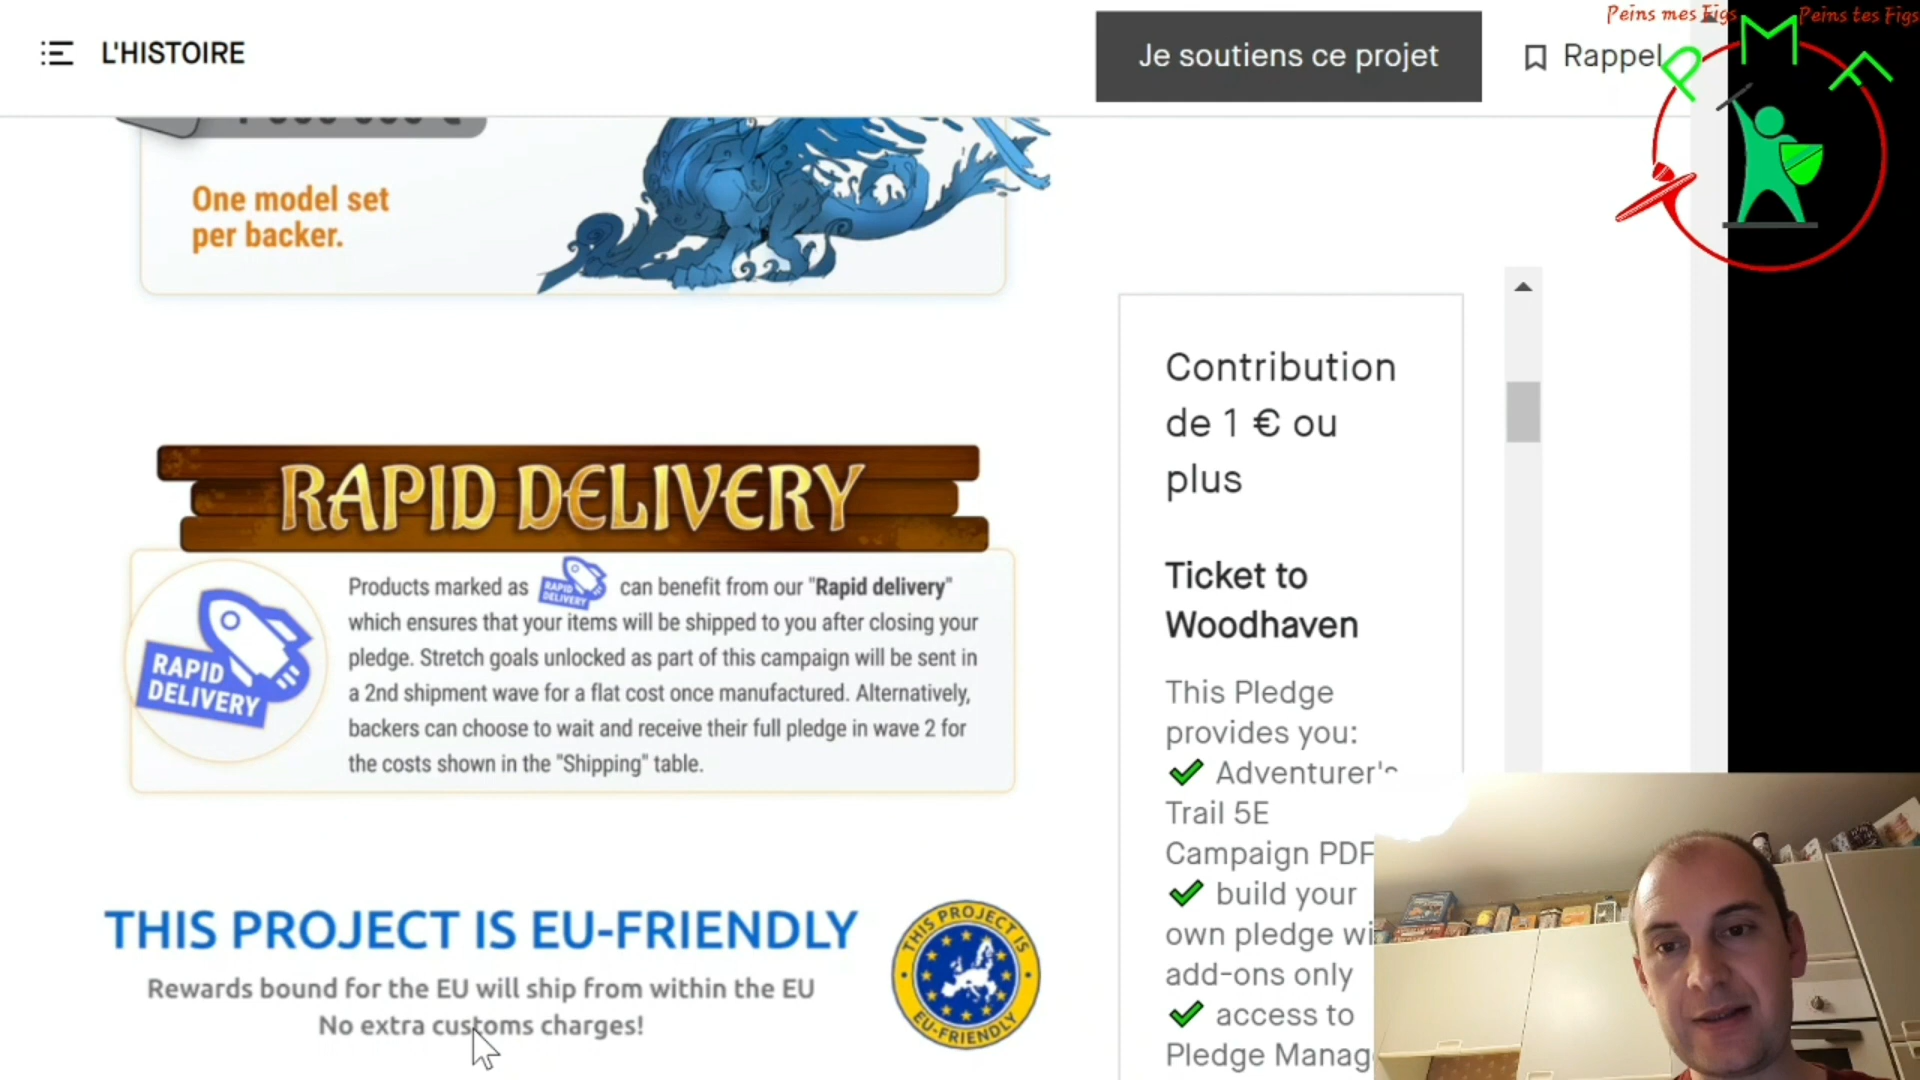 L'HISTOIRE
Je soutiens ce projet
Rappel
Peins mes Figs
Peins tes Figs
P M F
One model set
per backer.
RAPID DELIVERY
Products marked as RAPID DELIVERY can benefit from our "Rapid delivery"
which ensures that your items will be shipped to you after closing your
pledge. Stretch goals unlocked as part of this campaign will be sent in
a 2nd shipment wave for a flat cost once manufactured. Alternatively,
backers can choose to wait and receive their full pledge in wave 2 for
the costs shown in the "Shipping" table.
RAPID
DELIVERY
THIS PROJECT IS EU-FRIENDLY
Rewards bound for the EU will ship from within the EU
No extra customs charges!
THIS PROJECT IS
EU-FRIENDLY
Contribution
de 1 € ou
plus
Ticket to
Woodhaven
This Pledge
provides you:
Adventurer's
Trail 5E
Campaign PDF
build your
own pledge wi
add-ons only
access to
Pledge Manag